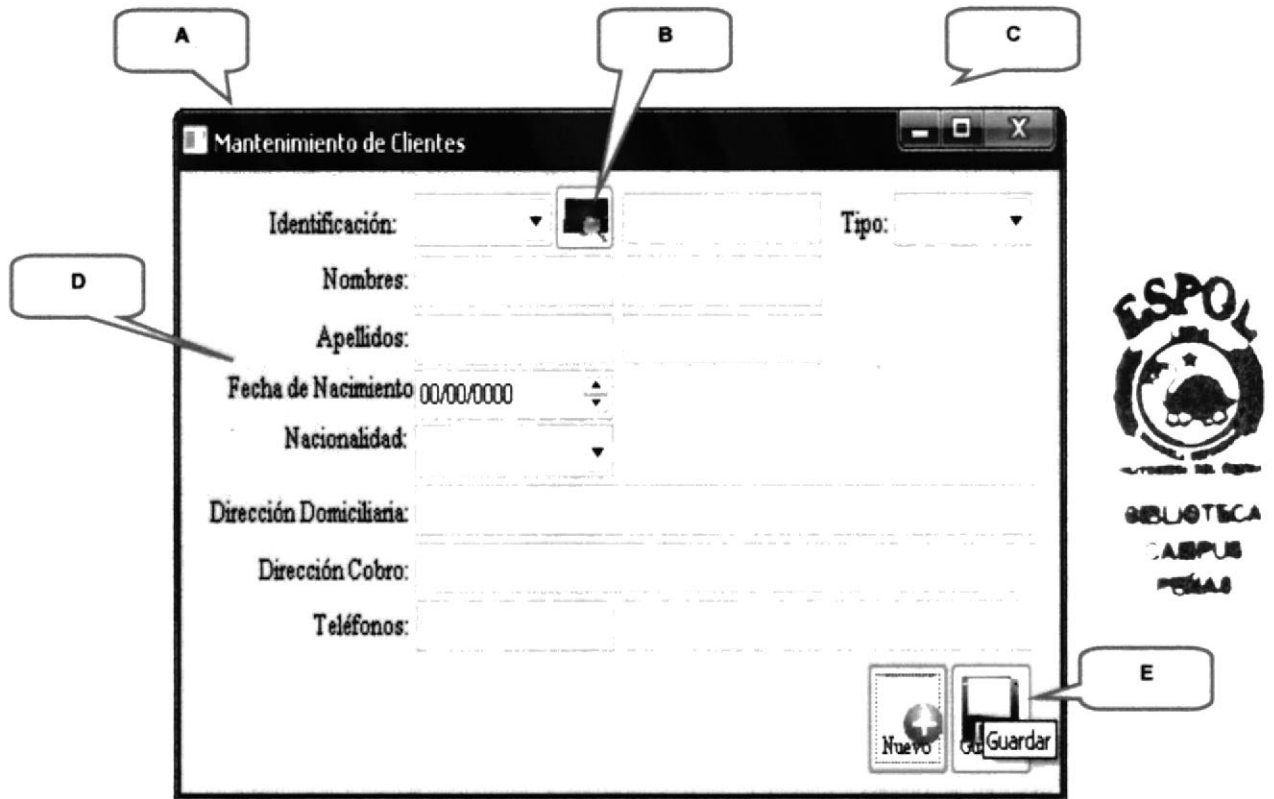 A
B
C
Mantenimiento de Clientes
X
Identificación:
Tipo:
D
Nombres:
Apellidos:
Fecha de Nacimiento 00/00/0000
Nacionalidad:
Dirección Domiciliaria:
Dirección Cobro:
Teléfonos:
E
Nuevo
Guardar
ESPOL
BIBLIOTECA
CAMPUS
PEÑAS